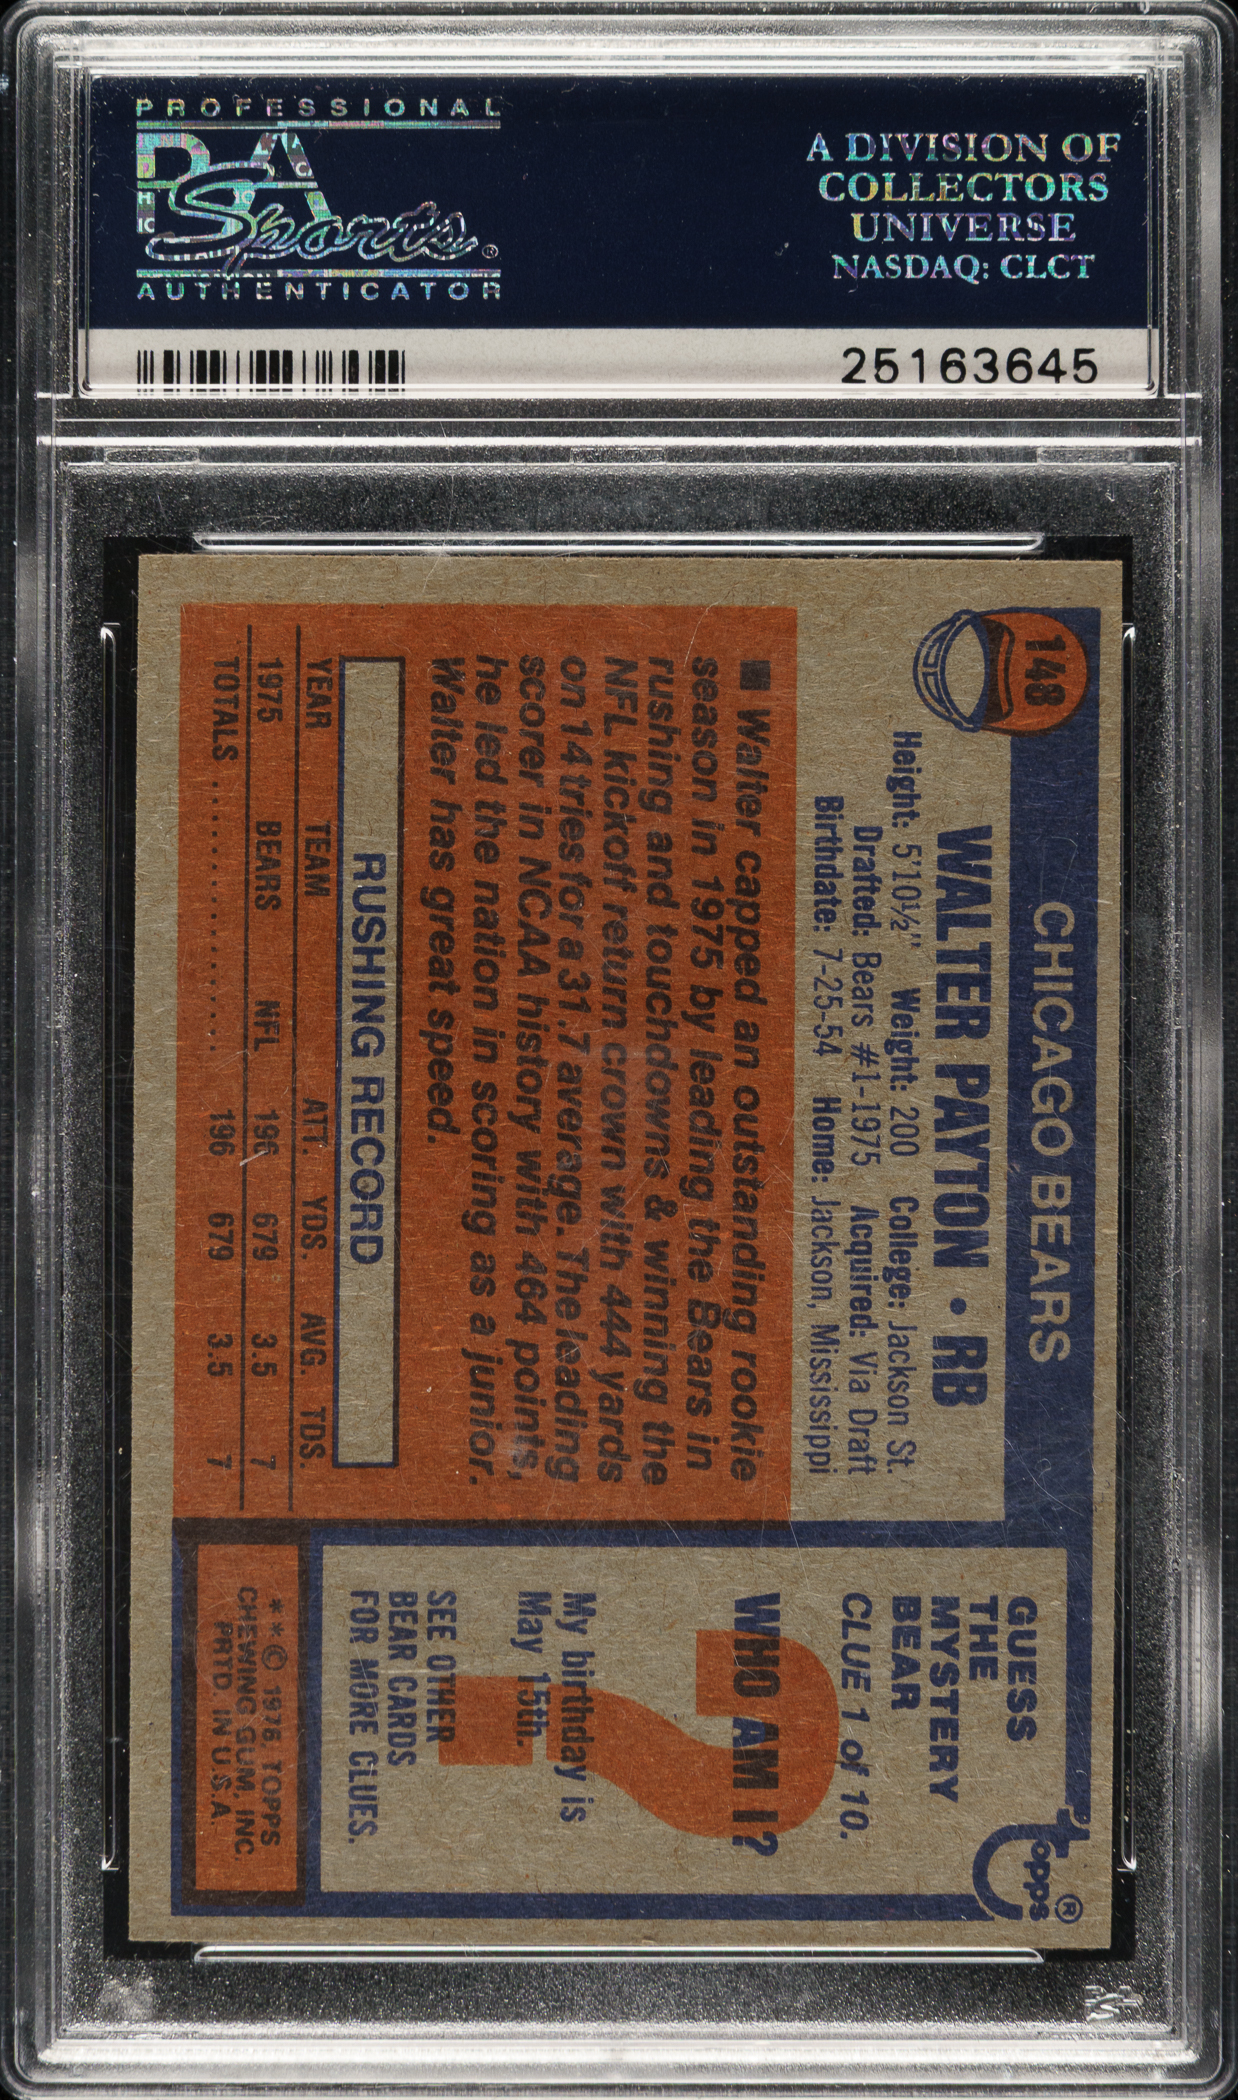 PROFESSIONAL
PSA
Sports®
AUTHENTICATOR
A DIVISION OF
COLLECTORS
UNIVERSE
NASDAQ: CLCT
25163645
148
CHICAGO BEARS
WALTER PAYTON • RB
Height: 5'10½" Weight: 200 College: Jackson St.
Drafted: Bears #1-1975 Acquired: Via Draft
Birthdate: 7-25-54 Home: Jackson, Mississippi
■ Walter capped an outstanding rookie
season in 1975 by leading the Bears in
rushing and touchdowns & winning the
NFL kickoff return crown with 444 yards
on 14 tries for a 31.7 average. The leading
scorer in NCAA history with 464 points,
he led the nation in scoring as a junior.
Walter has great speed.
RUSHING RECORD
YEAR TEAM ATT. YDS. AVG. TDS.
1975 BEARS NFL 196 679 3.5 7
TOTALS .................... 196 679 3.5 7
Topps®
GUESS
THE
MYSTERY
BEAR
CLUE 1 of 10.
WHO AM I?
?
My birthday is
May 15th.
SEE OTHER
BEAR CARDS
FOR MORE CLUES.
**© 1976, TOPPS
CHEWING GUM, INC.
PRTD. IN U.S.A.